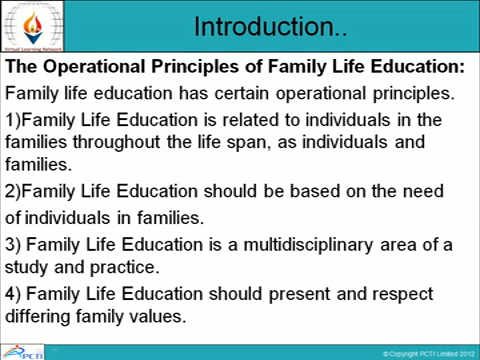 Introduction..
Virtual Learning Network
The Operational Principles of Family Life Education:
Family life education has certain operational principles.
1)Family Life Education is related to individuals in the
families throughout the life span, as individuals and
families.
2)Family Life Education should be based on the need
of individuals in families.
3) Family Life Education is a multidisciplinary area of a
study and practice.
4) Family Life Education should present and respect
differing family values.
PCTI
© Copyright PCTI Limited 2012